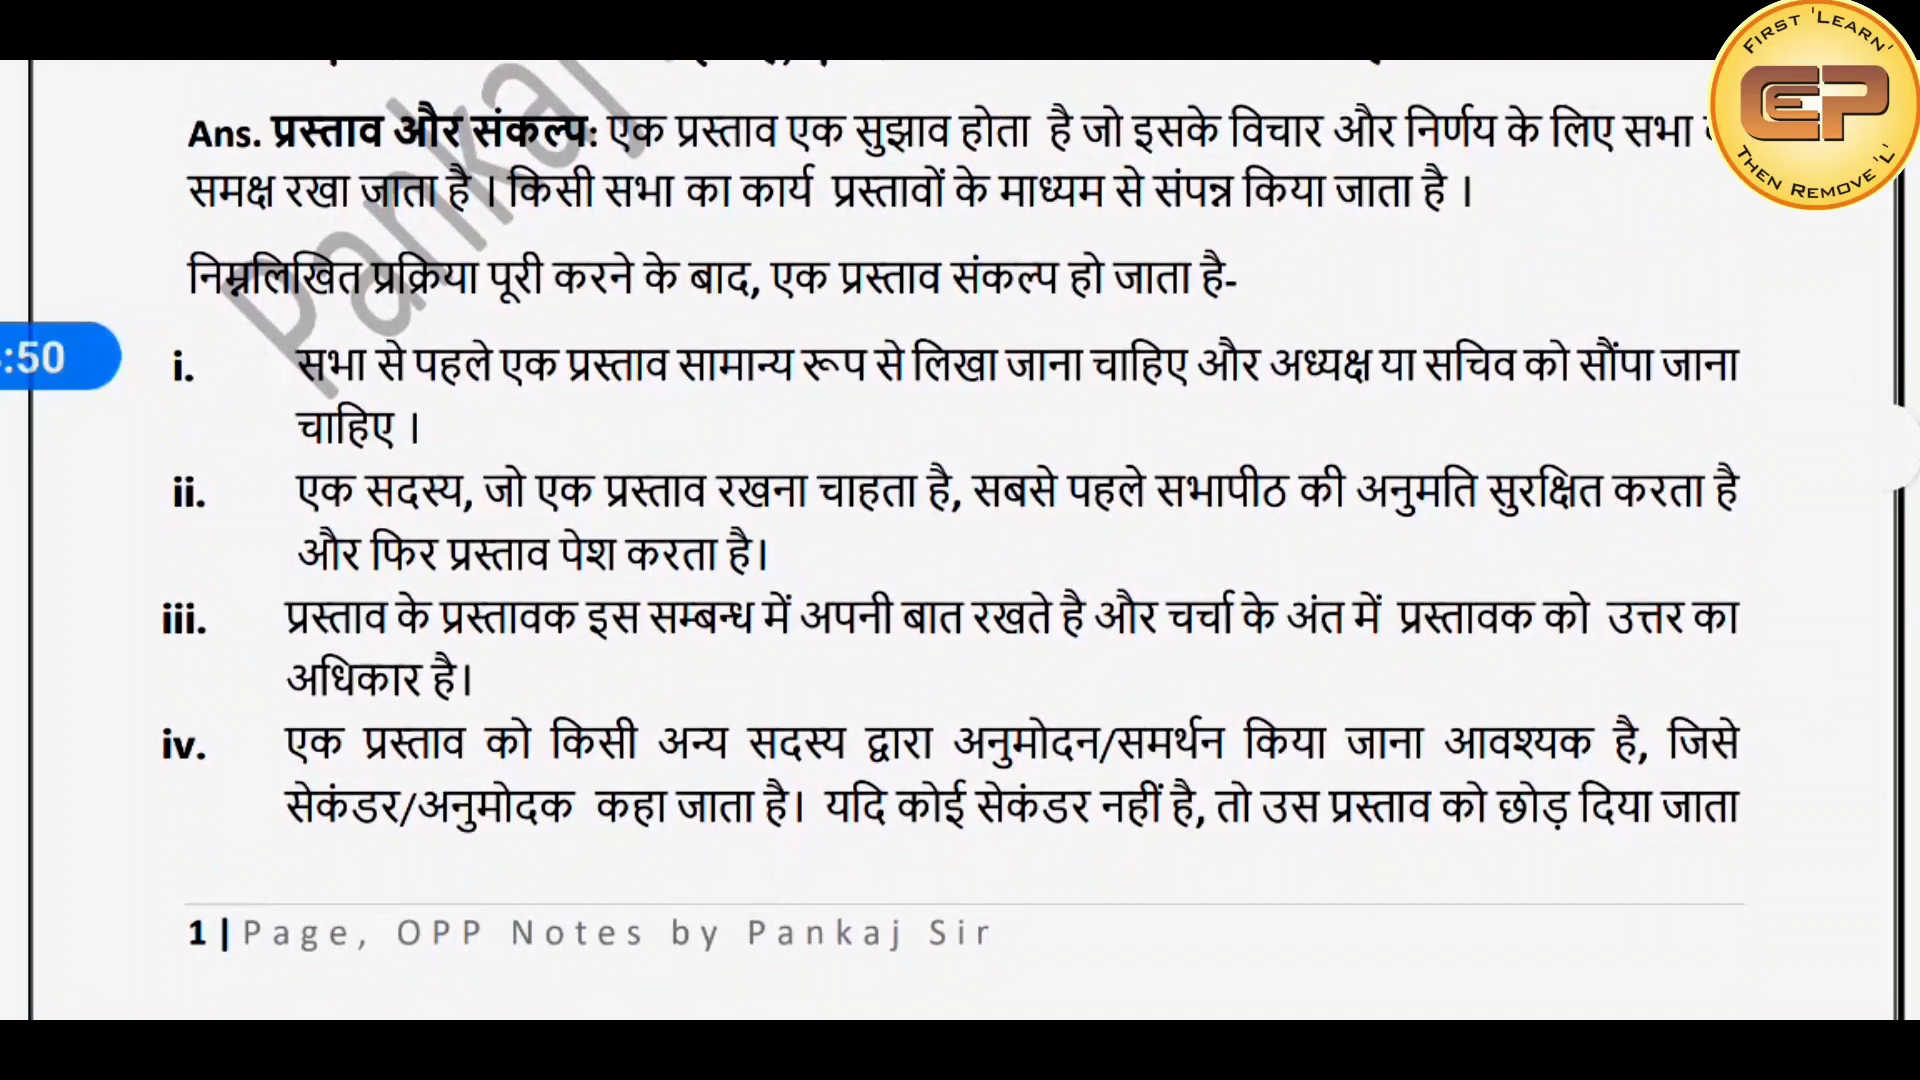 FIRST 'LEARN'
EP
THEN REMOVE 'L'
Ans. प्रस्ताव और संकल्प: एक प्रस्ताव एक सुझाव होता है जो इसके विचार और निर्णय के लिए सभा
समक्ष रखा जाता है । किसी सभा का कार्य प्रस्तावों के माध्यम से संपन्न किया जाता है ।
निम्नलिखित प्रक्रिया पूरी करने के बाद, एक प्रस्ताव संकल्प हो जाता है-
:50
i. सभा से पहले एक प्रस्ताव सामान्य रूप से लिखा जाना चाहिए और अध्यक्ष या सचिव को सौंपा जाना
चाहिए ।
ii. एक सदस्य, जो एक प्रस्ताव रखना चाहता है, सबसे पहले सभापीठ की अनुमति सुरक्षित करता है
और फिर प्रस्ताव पेश करता है।
iii. प्रस्ताव के प्रस्तावक इस सम्बन्ध में अपनी बात रखते है और चर्चा के अंत में प्रस्तावक को उत्तर का
अधिकार है।
iv. एक प्रस्ताव को किसी अन्य सदस्य द्वारा अनुमोदन/समर्थन किया जाना आवश्यक है, जिसे
सेकंडर/अनुमोदक कहा जाता है। यदि कोई सेकंडर नहीं है, तो उस प्रस्ताव को छोड़ दिया जाता
Pankaj
1 | Page, OPP Notes by Pankaj Sir